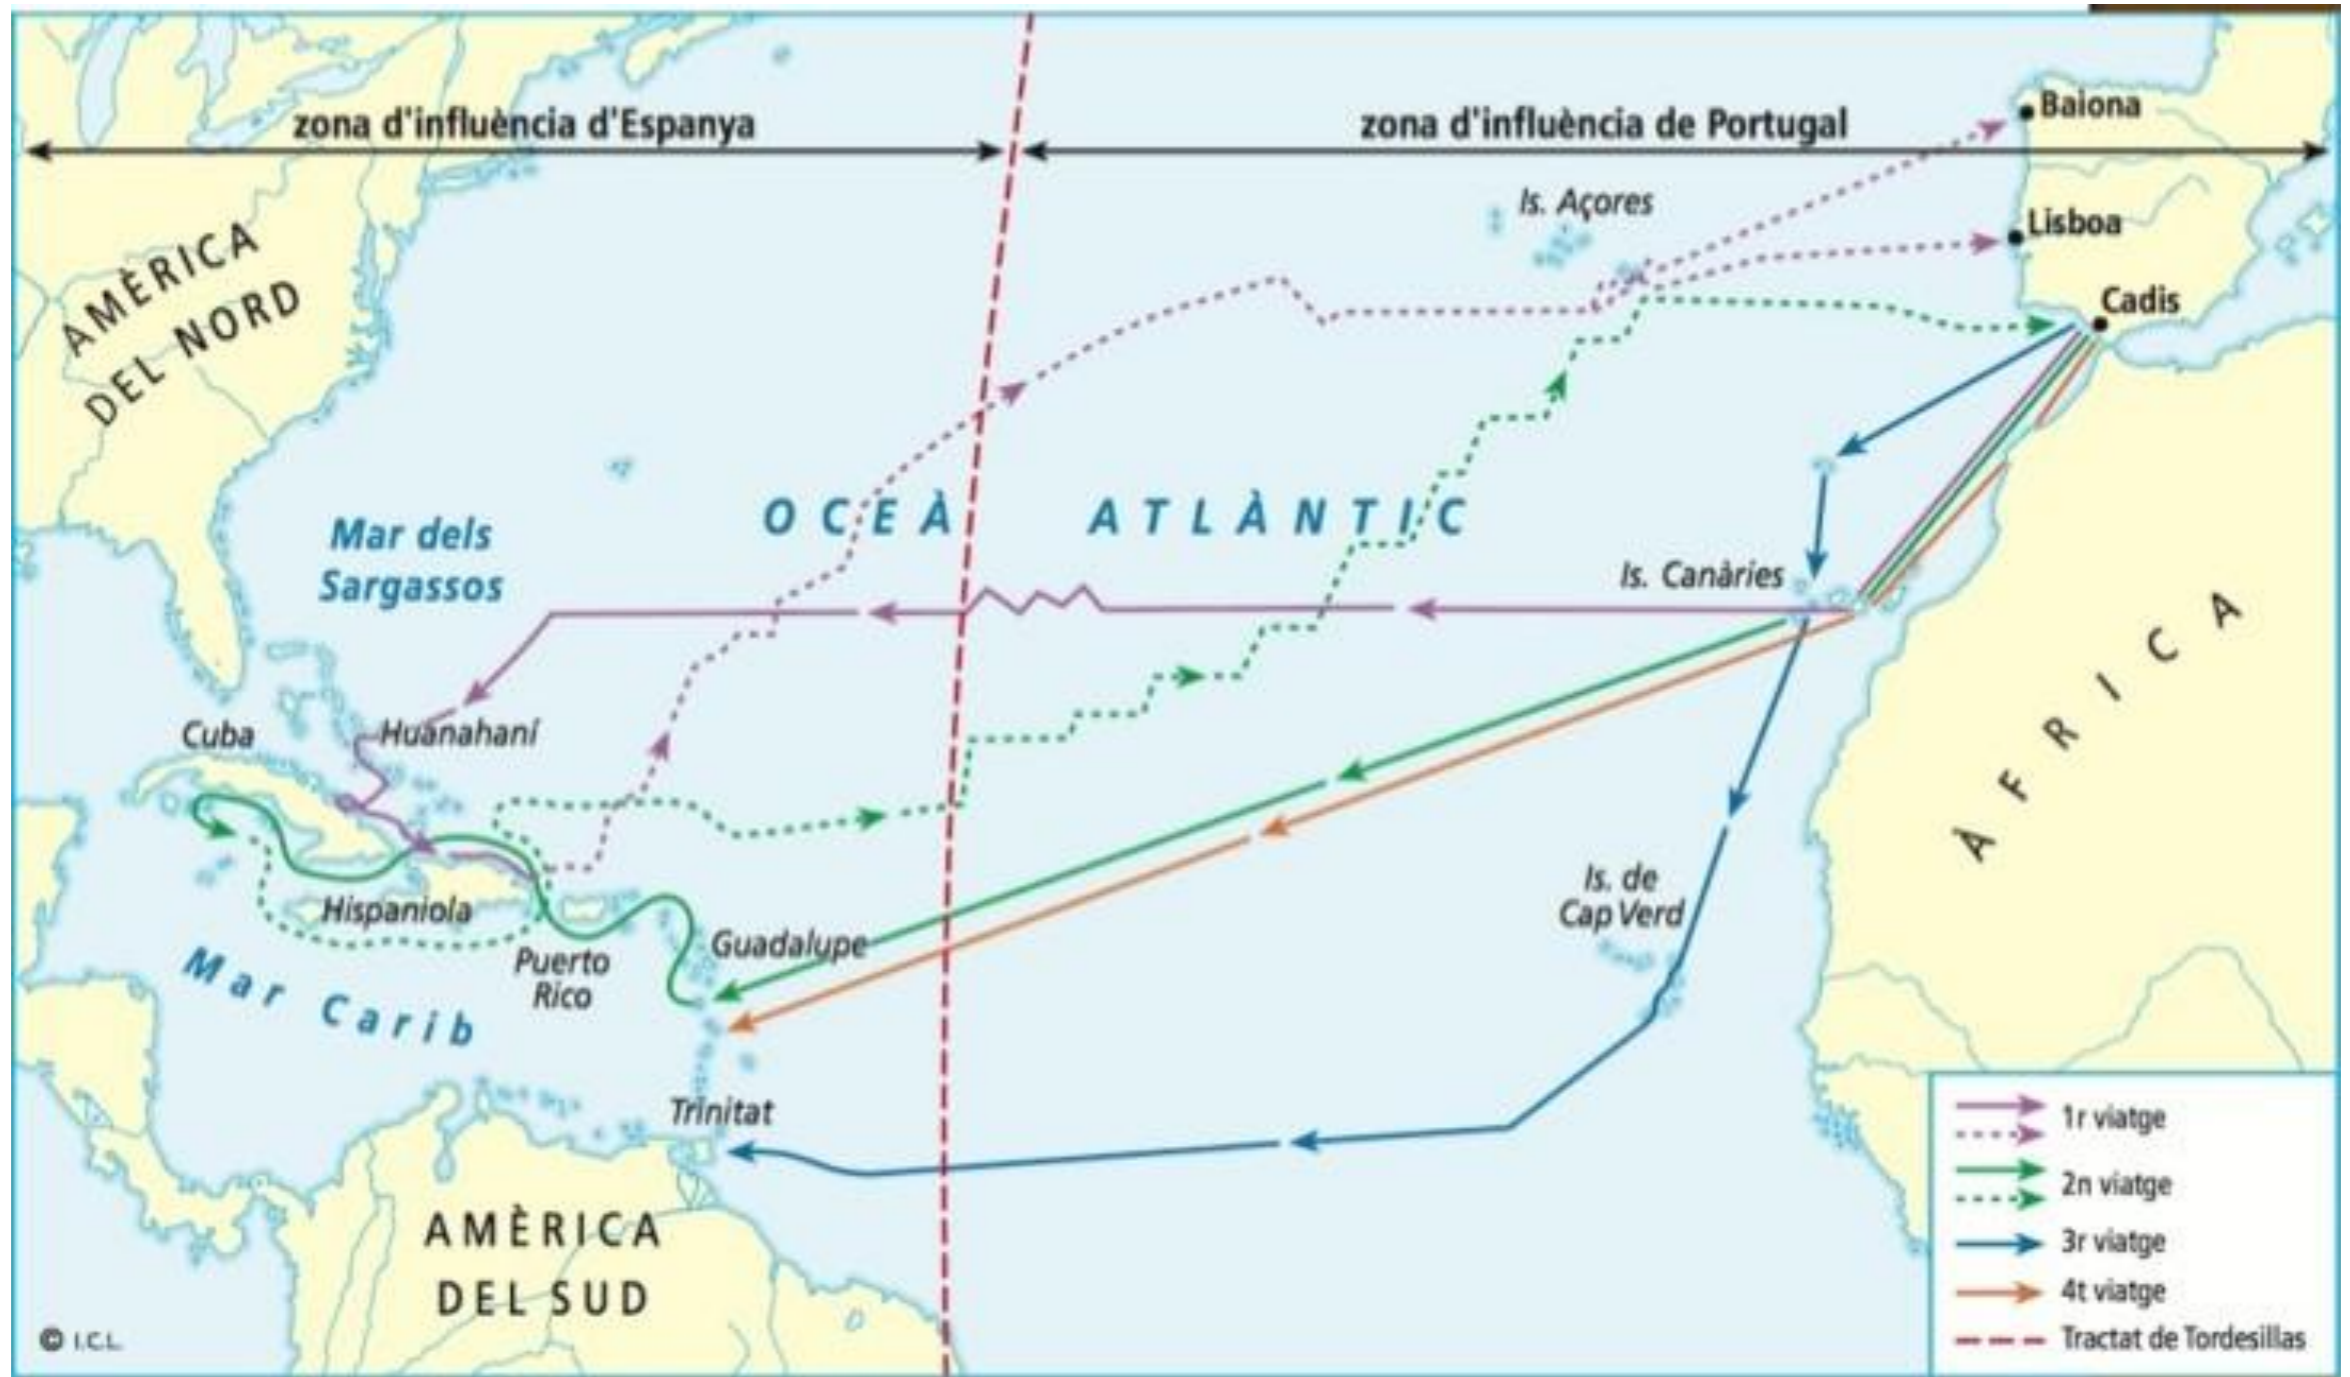 zona d'influència d'Espanya
zona d'influència de Portugal
Baiona
Is. Açores
Lisboa
AMÈRICA
DEL NORD
Cadis
OCEÀ ATLÀNTIC
Mar dels
Sargassos
Is. Canàries
ÀFRICA
Cuba
Huanahaní
Is. de
Cap Verd
Hispaniola
Guadalupe
Puerto
Rico
Mar Carib
Trinitat
AMÈRICA
DEL SUD
1r viatge
2n viatge
3r viatge
4t viatge
Tractat de Tordesillas
© I.C.L.